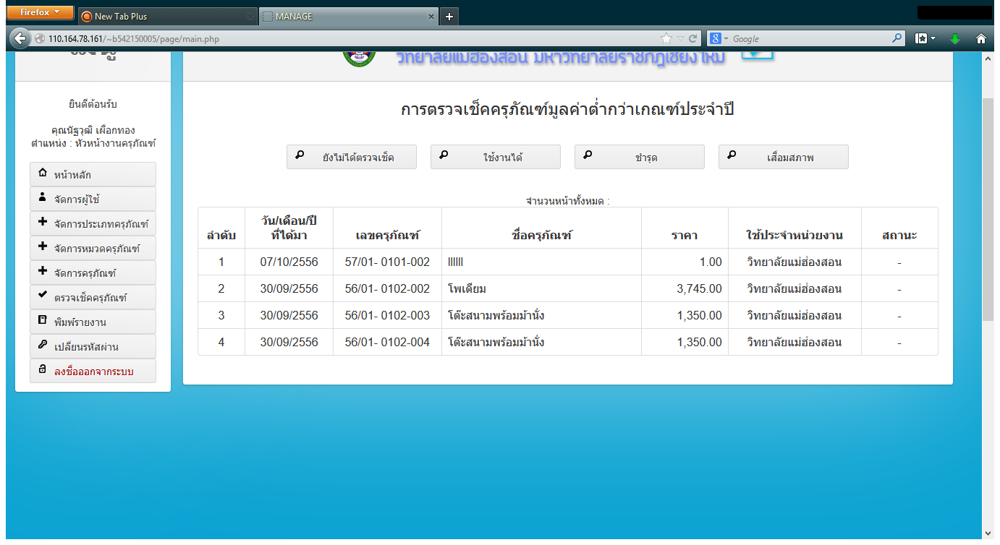 Firefox
New Tab Plus
MANAGE
110.164.78.161/~b542150005/page/main.php
Google
วิทยาลัยแม่ฮ่องสอน มหาวิทยาลัยราชภัฏเชียงใหม่
ยินดีต้อนรับ
คุณนัฐวุฒิ เผือกทอง
ตำแหน่ง : หัวหน้างานครุภัณฑ์
หน้าหลัก
จัดการผู้ใช้
จัดการประเภทครุภัณฑ์
จัดการหมวดครุภัณฑ์
จัดการครุภัณฑ์
ตรวจเช็คครุภัณฑ์
พิมพ์รายงาน
เปลี่ยนรหัสผ่าน
ลงชื่อออกจากระบบ
การตรวจเช็คครุภัณฑ์มูลค่าต่ำกว่าเกณฑ์ประจำปี
ยังไม่ได้ตรวจเช็ค ใช้งานได้ ชำรุด เสื่อมสภาพ
จำนวนหน้าทั้งหมด :
ลำดับ วัน/เดือน/ปี ที่ได้มา เลขครุภัณฑ์ ชื่อครุภัณฑ์ ราคา ใช้ประจำหน่วยงาน สถานะ
1 07/10/2556 57/01- 0101-002 llllll 1.00 วิทยาลัยแม่ฮ่องสอน -
2 30/09/2556 56/01- 0102-002 โพเดียม 3,745.00 วิทยาลัยแม่ฮ่องสอน -
3 30/09/2556 56/01- 0102-003 โต๊ะสนามพร้อมม้านั่ง 1,350.00 วิทยาลัยแม่ฮ่องสอน -
4 30/09/2556 56/01- 0102-004 โต๊ะสนามพร้อมม้านั่ง 1,350.00 วิทยาลัยแม่ฮ่องสอน -